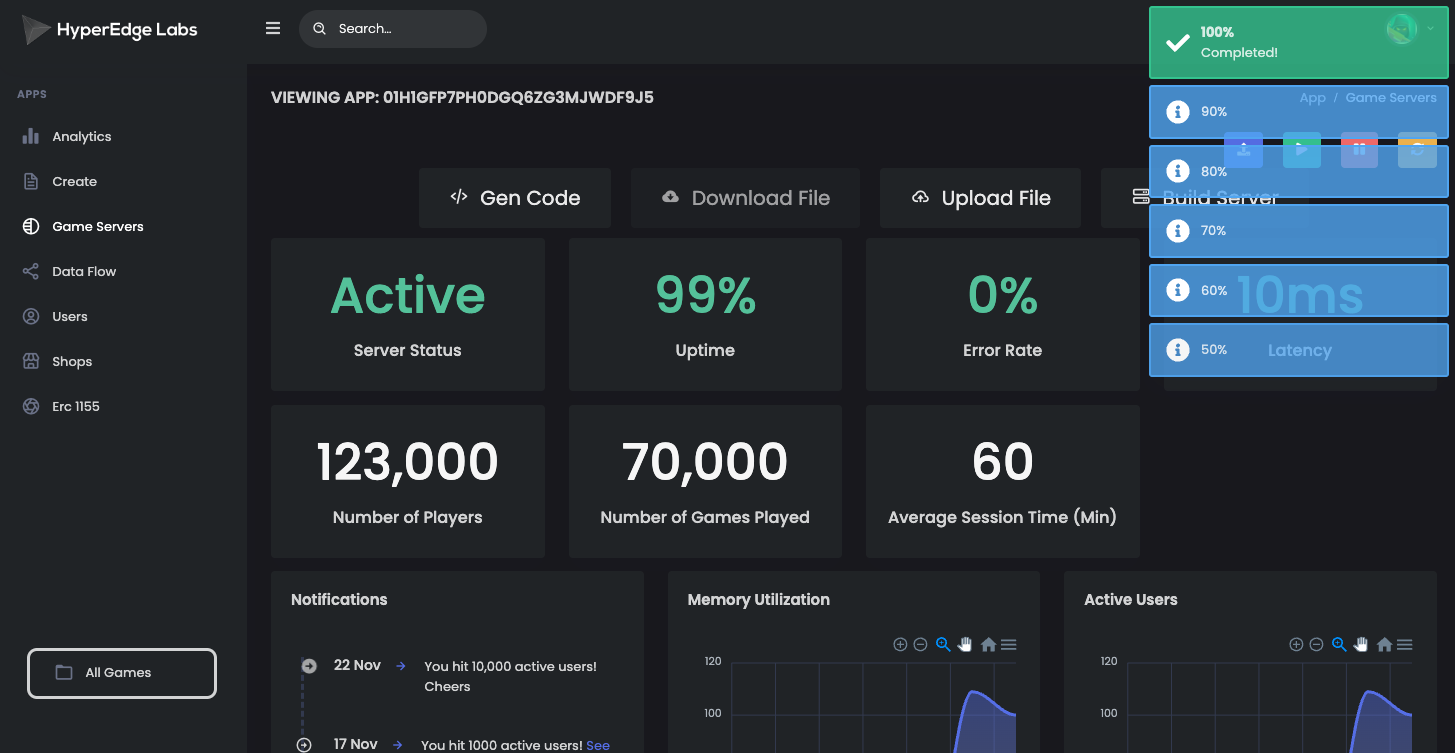 HyperEdge Labs
Search...
APPS
Analytics
Create
Game Servers
Data Flow
Users
Shops
Erc 1155
All Games
VIEWING APP: 01H1GFP7PH0DGQ6ZG3MJWDF9J5
App / Game Servers
100%
Completed!
90%
80%
70%
60%
50%
Gen Code
Download File
Upload File
Build Server
Active
Server Status
99%
Uptime
0%
Error Rate
10ms
Latency
123,000
Number of Players
70,000
Number of Games Played
60
Average Session Time (Min)
Notifications
22 Nov
You hit 10,000 active users!
Cheers
17 Nov
You hit 1000 active users! See
Memory Utilization
120
100
Active Users
120
100